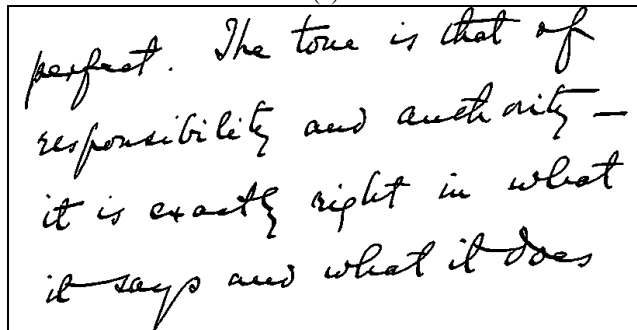 perfect. The tone is that of
responsibility and authority –
it is exactly right in what
it says and what it does